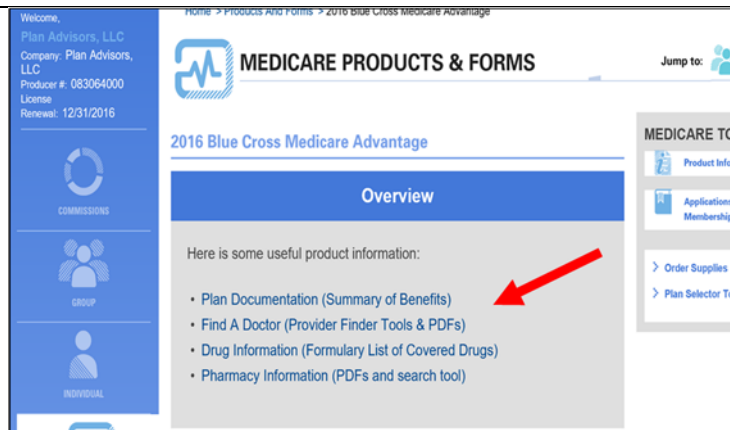 Home > Products And Forms > 2016 Blue Cross Medicare Advantage
Welcome,
Plan Advisors, LLC
Company: Plan Advisors,
LLC
Producer #: 083064000
License
Renewal: 12/31/2016
COMMISSIONS
GROUP
INDIVIDUAL
MEDICARE PRODUCTS & FORMS
Jump to:
2016 Blue Cross Medicare Advantage
Overview
Here is some useful product information:
• Plan Documentation (Summary of Benefits)
• Find A Doctor (Provider Finder Tools & PDFs)
• Drug Information (Formulary List of Covered Drugs)
• Pharmacy Information (PDFs and search tool)
MEDICARE TO
Product Info
Applications
Membership
> Order Supplies
> Plan Selector To